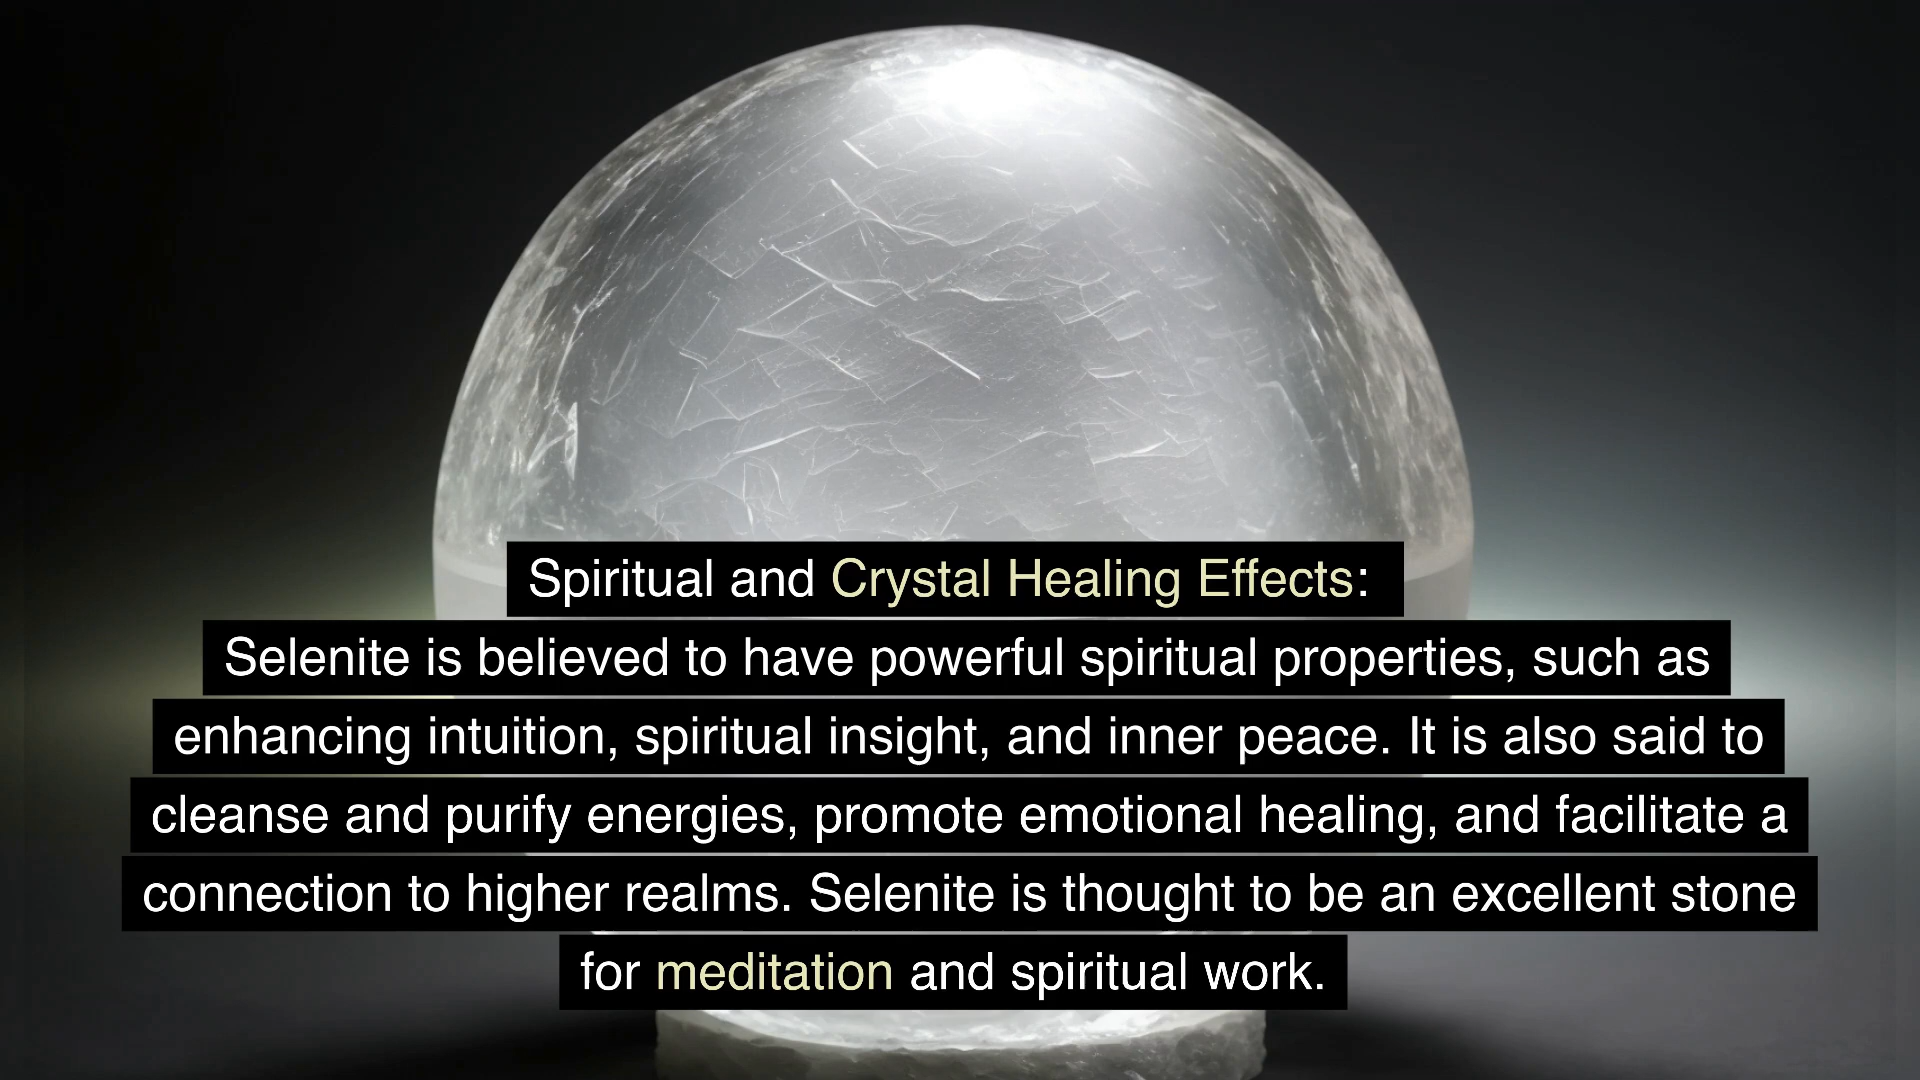 Spiritual and Crystal Healing Effects:
Selenite is believed to have powerful spiritual properties, such as
enhancing intuition, spiritual insight, and inner peace. It is also said to
cleanse and purify energies, promote emotional healing, and facilitate a
connection to higher realms. Selenite is thought to be an excellent stone
for meditation and spiritual work.